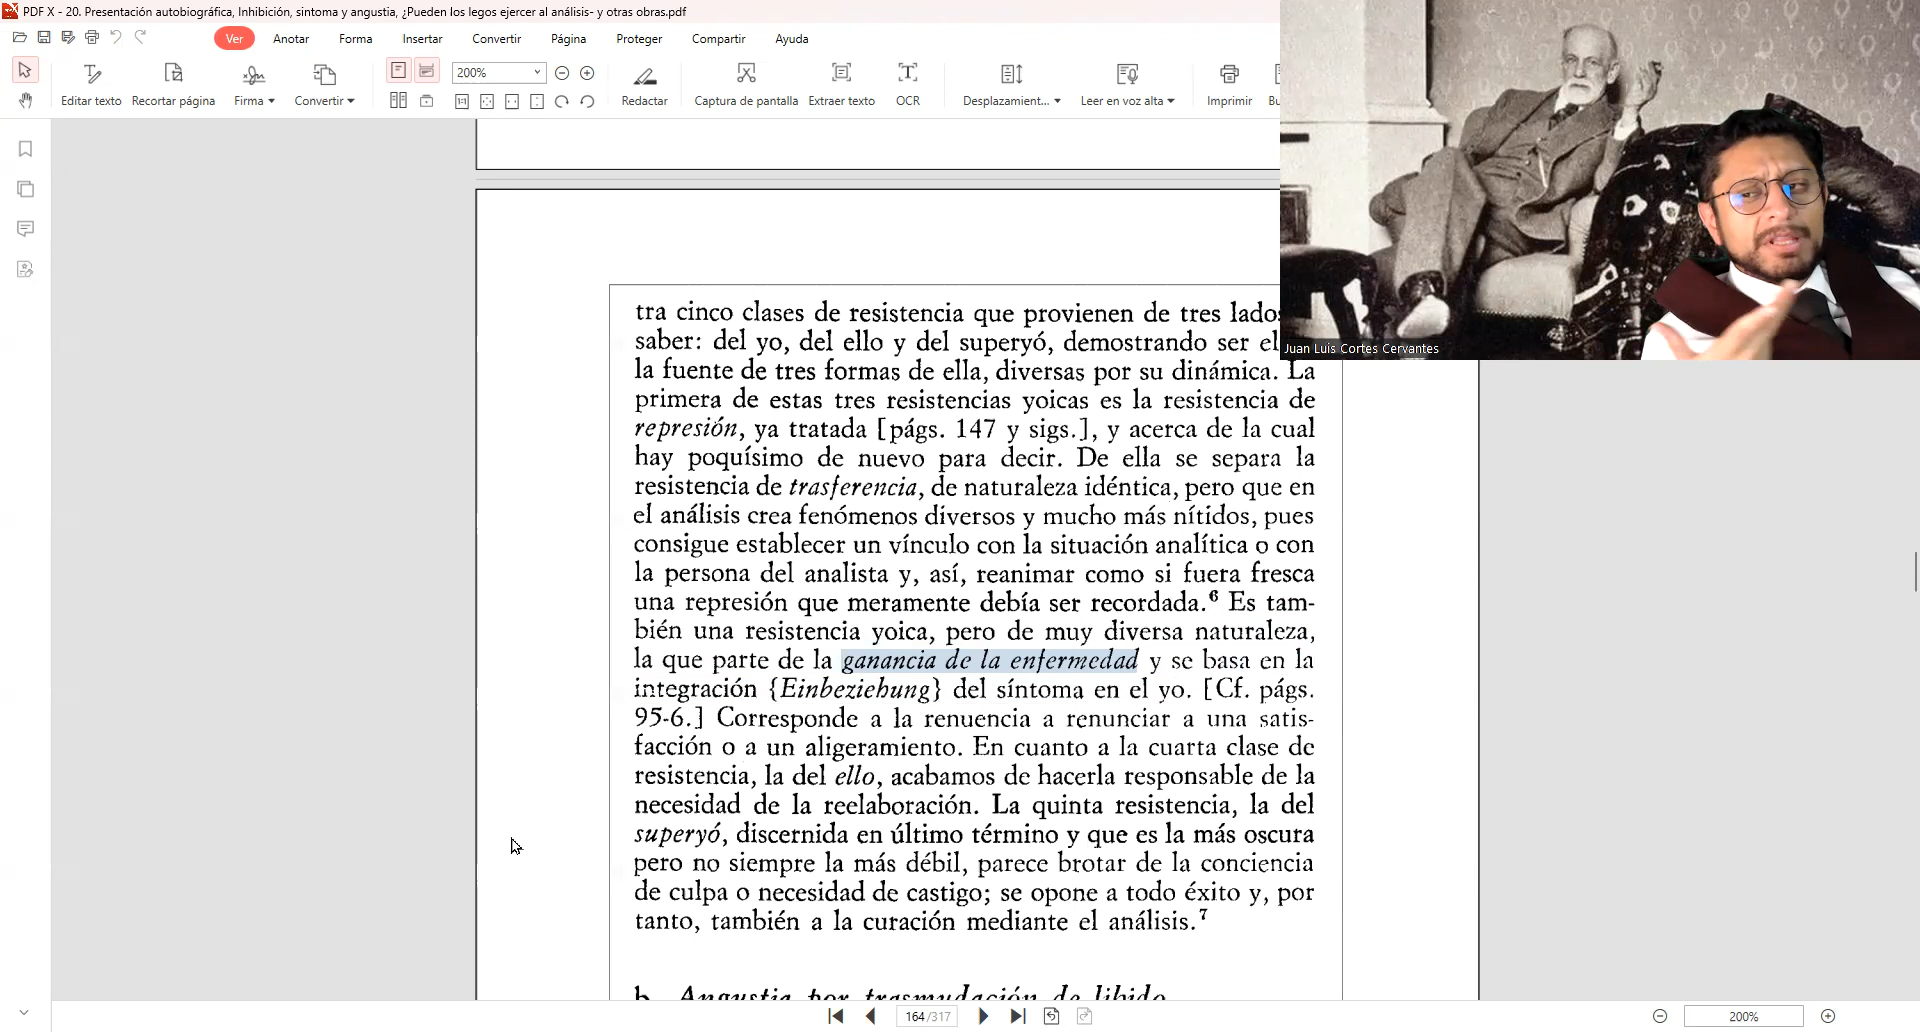 PDF X - 20. Presentación autobiográfica, Inhibición, sintoma y angustia, ¿Pueden los legos ejercer al análisis- y otras obras.pdf
Ver Anotar Forma Insertar Convertir Página Proteger Compartir Ayuda
200%
Editar texto Recortar página Firma Convertir Redactar Captura de pantalla Extraer texto OCR Desplazamient... Leer en voz alta Imprimir Bu
Juan Luis Cortes Cervantes
tra cinco clases de resistencia que provienen de tres lados
saber: del yo, del ello y del superyó, demostrando ser el
la fuente de tres formas de ella, diversas por su dinámica. La
primera de estas tres resistencias yoicas es la resistencia de
represión, ya tratada [págs. 147 y sigs.], y acerca de la cual
hay poquísimo de nuevo para decir. De ella se separa la
resistencia de trasferencia, de naturaleza idéntica, pero que en
el análisis crea fenómenos diversos y mucho más nítidos, pues
consigue establecer un vínculo con la situación analítica o con
la persona del analista y, así, reanimar como si fuera fresca
una represión que meramente debía ser recordada.⁶ Es tam-
bién una resistencia yoica, pero de muy diversa naturaleza,
la que parte de la ganancia de la enfermedad y se basa en la
integración {Einbeziehung} del síntoma en el yo. [Cf. págs.
95-6.] Corresponde a la renuencia a renunciar a una satis-
facción o a un aligeramiento. En cuanto a la cuarta clase de
resistencia, la del ello, acabamos de hacerla responsable de la
necesidad de la reelaboración. La quinta resistencia, la del
superyó, discernida en último término y que es la más oscura
pero no siempre la más débil, parece brotar de la conciencia
de culpa o necesidad de castigo; se opone a todo éxito y, por
tanto, también a la curación mediante el análisis.⁷
b. Angustia por trasmudación de libido
164/317
200%